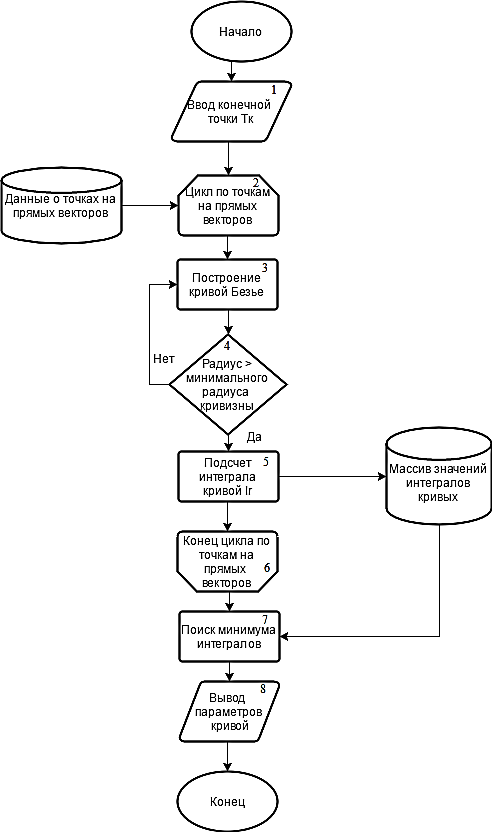 Начало
1
Ввод конечной
точки Тк
2
Цикл по точкам
на прямых
векторов
Данные о точках на
прямых векторов
3
Построение
кривой Безье
4
Нет
Радиус >
минимального
радиуса
кривизны
Да
5
Подсчет
интеграла
кривой Ir
Массив значений
интегралов
кривых
Конец цикла по
точкам на
прямых
векторов
6
7
Поиск минимума
интегралов
8
Вывод
параметров
кривой
Конец